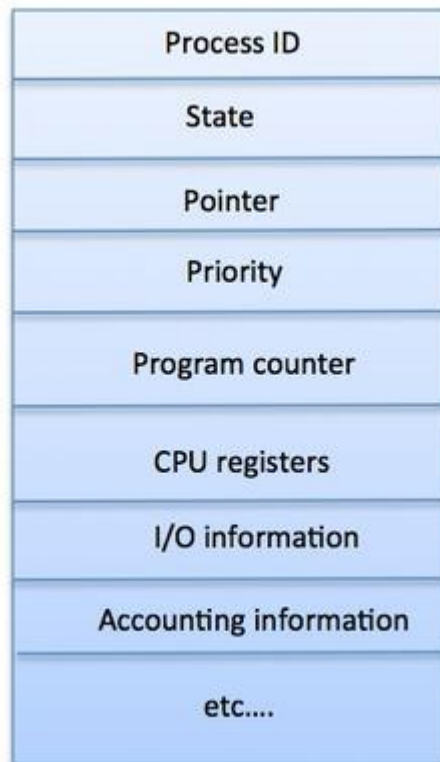 Process ID
State
Pointer
Priority
Program counter
CPU registers
I/O information
Accounting information
etc....